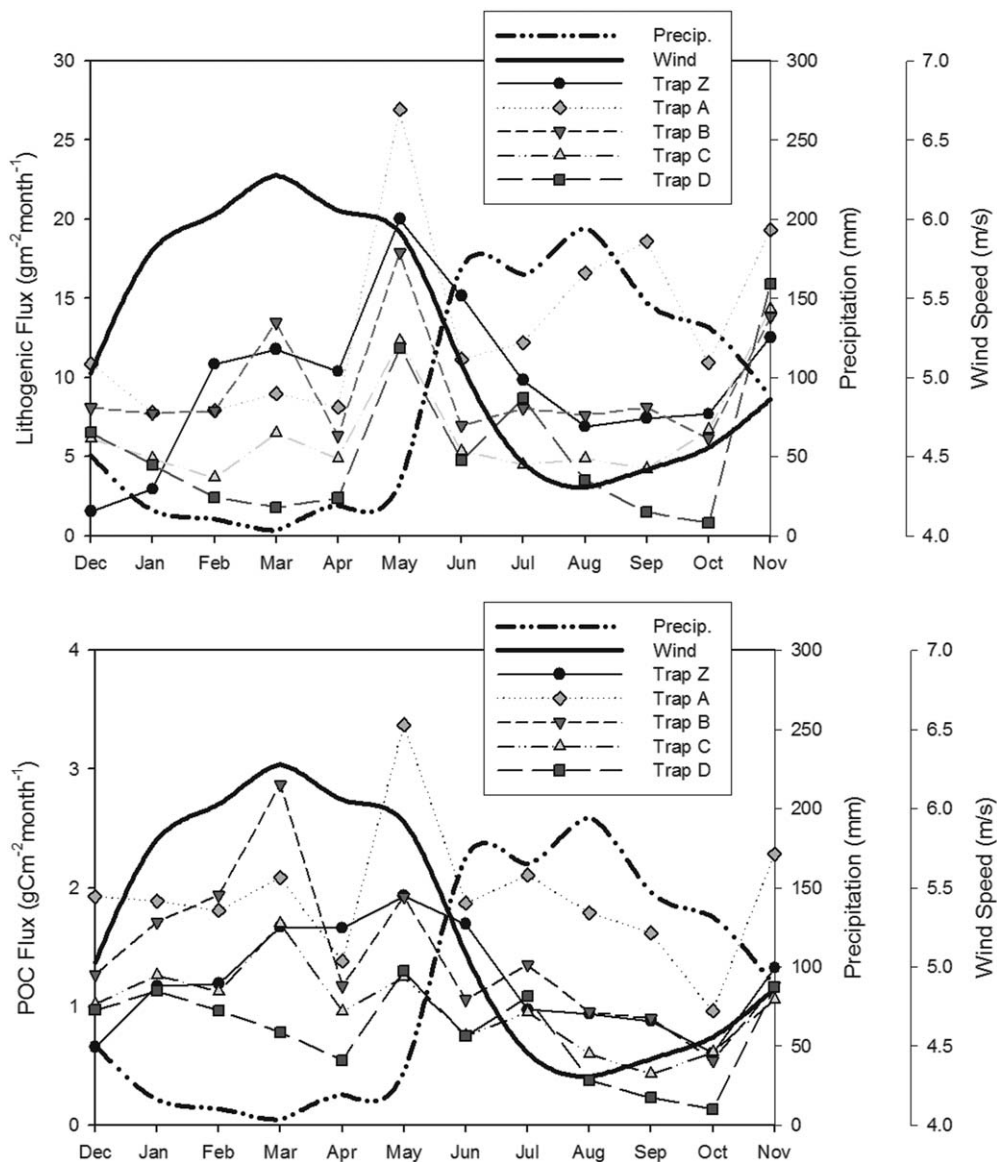 Precip.
Wind
Trap Z
Trap A
Trap B
Trap C
Trap D
Lithogenic Flux (gm⁻²month⁻¹)
30
25
20
15
10
5
0
Precipitation (mm)
300
250
200
150
100
50
0
Wind Speed (m/s)
7.0
6.5
6.0
5.5
5.0
4.5
4.0
Dec Jan Feb Mar Apr May Jun Jul Aug Sep Oct Nov
Precip.
Wind
Trap Z
Trap A
Trap B
Trap C
Trap D
POC Flux (gCm⁻²month⁻¹)
4
3
2
1
0
Precipitation (mm)
300
250
200
150
100
50
0
Wind Speed (m/s)
7.0
6.5
6.0
5.5
5.0
4.5
4.0
Dec Jan Feb Mar Apr May Jun Jul Aug Sep Oct Nov